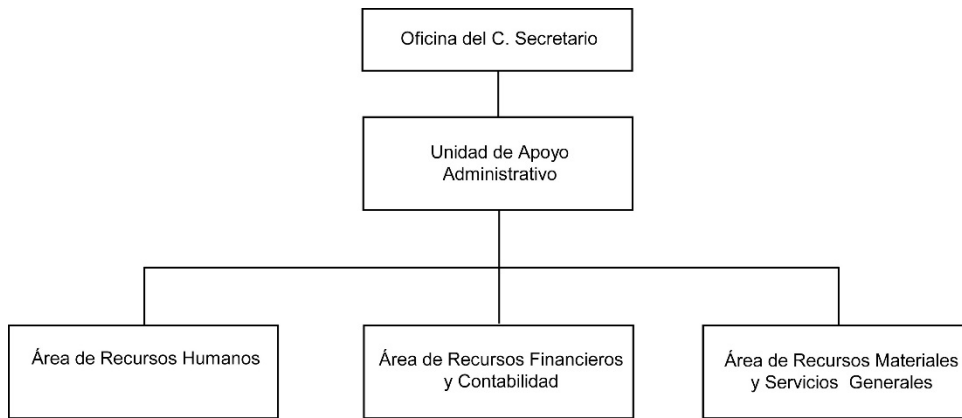 Oficina del C. Secretario
Unidad de Apoyo
Administrativo
Área de Recursos Humanos
Área de Recursos Financieros
y Contabilidad
Área de Recursos Materiales
y Servicios Generales